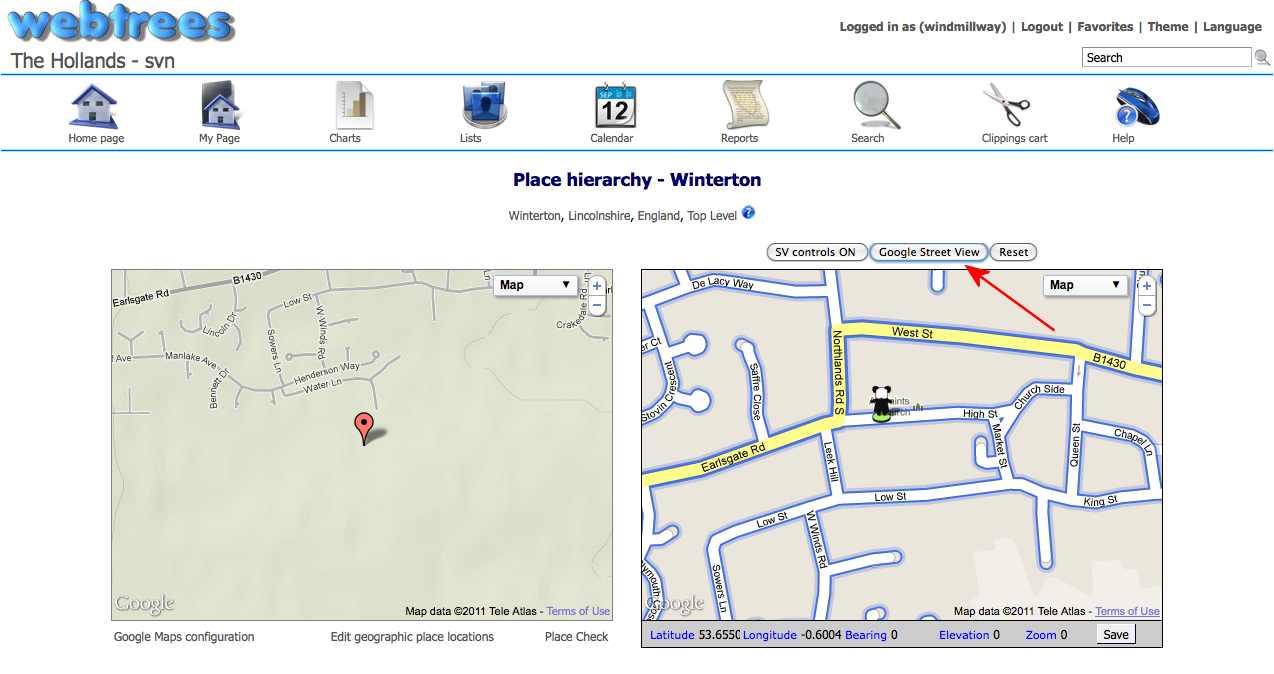 webtrees
Logged in as (windmillway) | Logout | Favorites | Theme | Language
The Hollands - svn
Search
Home page My Page Charts Lists Calendar Reports Search Clippings cart Help
SEP
12
?
Place hierarchy - Winterton
Winterton, Lincolnshire, England, Top Level ?
SV controls ON Google Street View Reset
Map ▼
+
−
B1430
Earlsgate Rd
Low St
Ln
Lincoln Dr
W Winds Rd
Sowers Ln
Manlake Ave
Henderson Way
Water Ln
Bennett Dr
f Ave
Google
Map data ©2011 Tele Atlas - Terms of Use
Google Maps configuration Edit geographic place locations Place Check
Map ▼
+
−
De Lacy Way
West St
B1430
Northlands Rd S
er Ct
Stovin Crescent
Saffre Close
Church Side
High St
Market St
Queen St
Chapel Ln
Earlsgate Rd
Leek Hill
Low St
King St
Low St
W Winds Rd
Sowers Ln
Google
Map data ©2011 Tele Atlas - Terms of Use
Latitude 53.6550 Longitude -0.6004 Bearing 0 Elevation 0 Zoom 0 Save